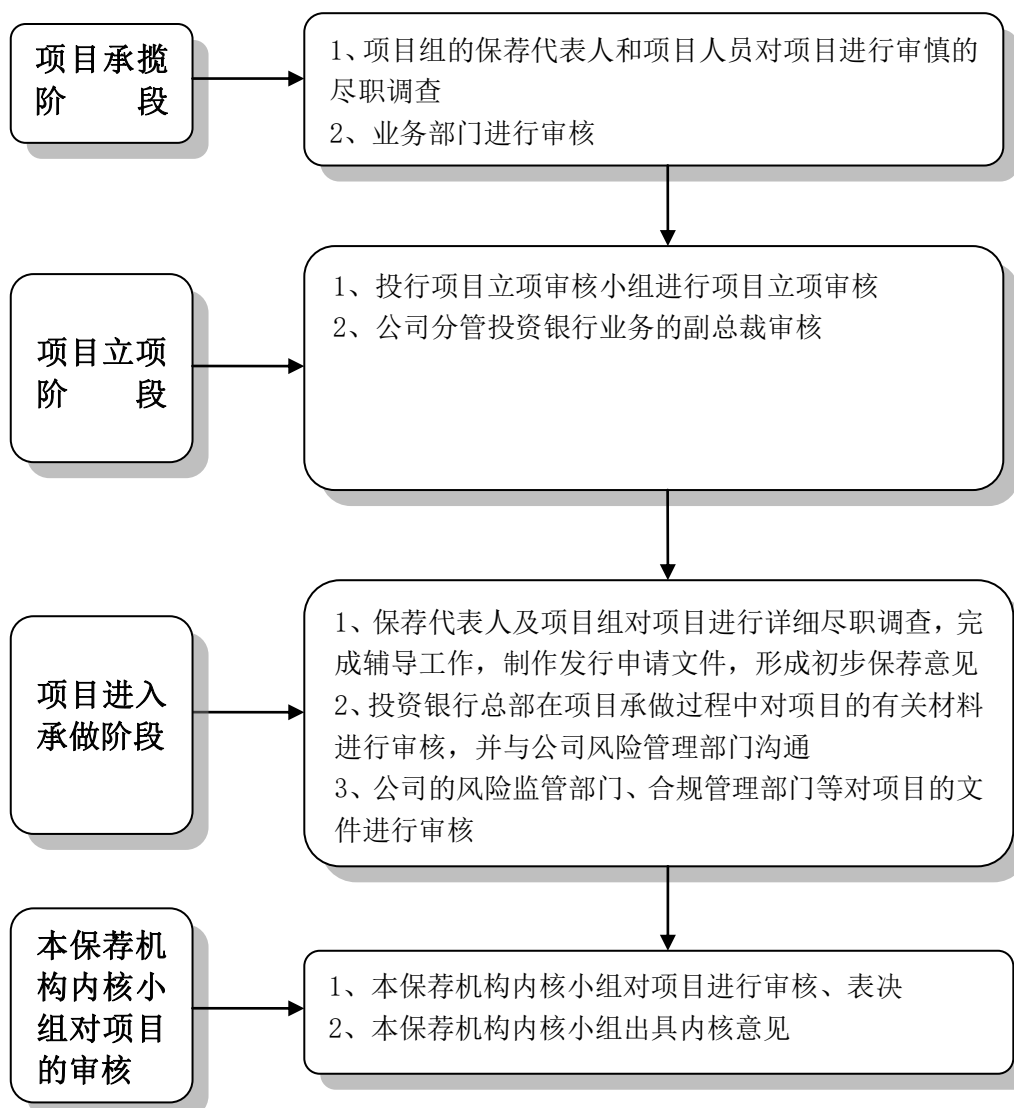 项目承揽
阶　　段
1、项目组的保荐代表人和项目人员对项目进行审慎的
尽职调查
2、业务部门进行审核
项目立项
阶　　段
1、投行项目立项审核小组进行项目立项审核
2、公司分管投资银行业务的副总裁审核
项目进入
承做阶段
1、保荐代表人及项目组对项目进行详细尽职调查，完
成辅导工作，制作发行申请文件，形成初步保荐意见
2、投资银行总部在项目承做过程中对项目的有关材料
进行审核，并与公司风险管理部门沟通
3、公司的风险监管部门、合规管理部门等对项目的文
件进行审核
本保荐机
构内核小
组对项目
的审核
1、本保荐机构内核小组对项目进行审核、表决
2、本保荐机构内核小组出具内核意见